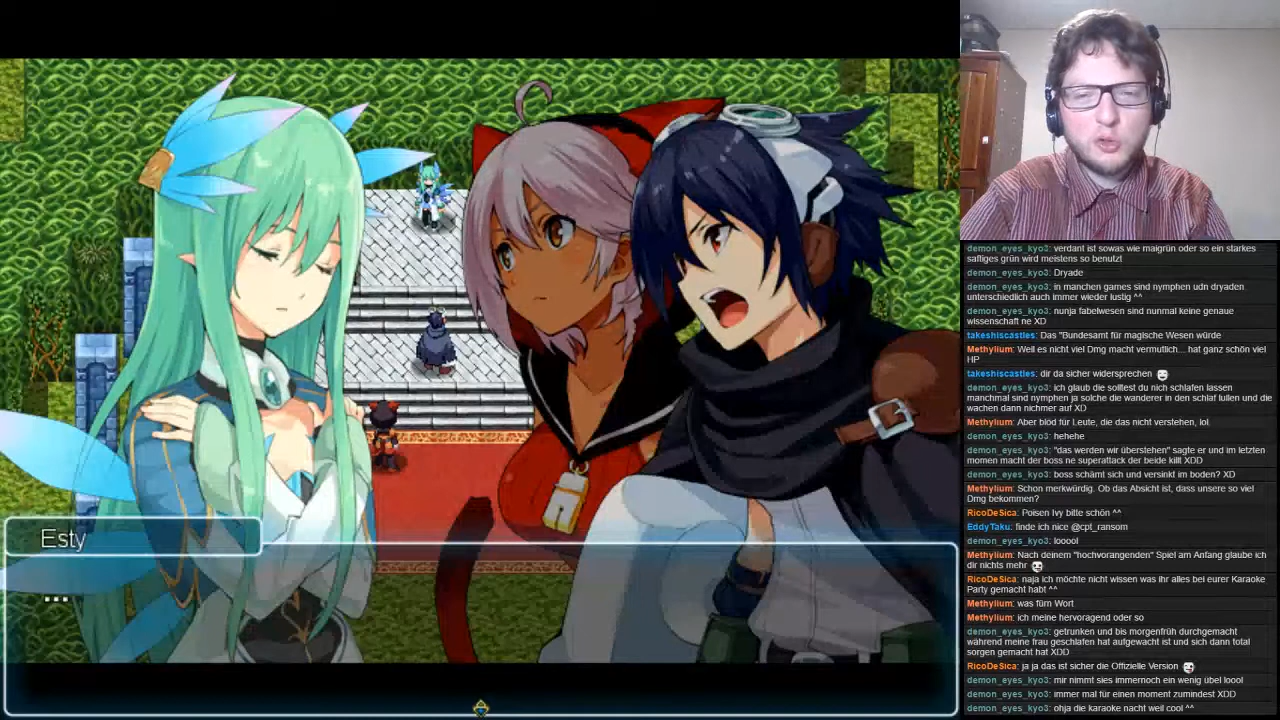 Esty
...
demon_eyes_kyo3: verdant ist sowas wie maigrün oder so ein starkes
saftiges grün wird meistens so benutzt
demon_eyes_kyo3: Dryade
demon_eyes_kyo3: in manchen games sind nymphen udn dryaden
unterschiedlich auch immer wieder lustig ^^
demon_eyes_kyo3: nunja fabelwesen sind nunmal keine genaue
wissenschaft ne XD
takeshiscastles: Das "Bundesamt für magische Wesen würde
Methylium: Weil es nicht viel Dmg macht vermutlich... hat ganz schön viel
HP
takeshiscastles: dir da sicher widersprechen
demon_eyes_kyo3: ich glaub die solltest du nich schlafen lassen
manchmal sind nymphen ja solche die wanderer in den schlaf lullen und die
wachen dann nichmer auf XD
Methylium: Aber blöd für Leute, die das nicht verstehen, lol
demon_eyes_kyo3: hehehe
demon_eyes_kyo3: "das werden wir überstehen" sagte er und im letzten
momen macht der boss ne superattack der beide killt XDD
demon_eyes_kyo3: boss schämt sich und versinkt im boden? XD
Methylium: Schon merkwürdig. Ob das Absicht ist, dass unsere so viel
Dmg bekommen?
RicoDeSica: Poisen Ivy bitte schön ^^
EddyTaku: finde ich nice @cpt_ransom
demon_eyes_kyo3: looool
Methylium: Nach deinem "hochvorangenden" Spiel am Anfang glaube ich
dir nichts mehr
RicoDeSica: naja ich möchte nicht wissen was ihr alles bei eurer Karaoke
Party gemacht habt ^^
Methylium: was fürn Wort
Methylium: ich meine hervoragend oder so
demon_eyes_kyo3: getrunken und bis morgenfrüh durchgemacht
während meine frau geschlafen hat aufgewacht ist und sich dann total
sorgen gemacht hat XDD
RicoDeSica: ja ja das ist sicher die Offizielle Version
demon_eyes_kyo3: mir nimmt sies immernoch ein wenig übel loool
demon_eyes_kyo3: immer mal für einen moment zumindest XDD
demon_eyes_kyo3: ohja die karaoke nacht weil cool ^^